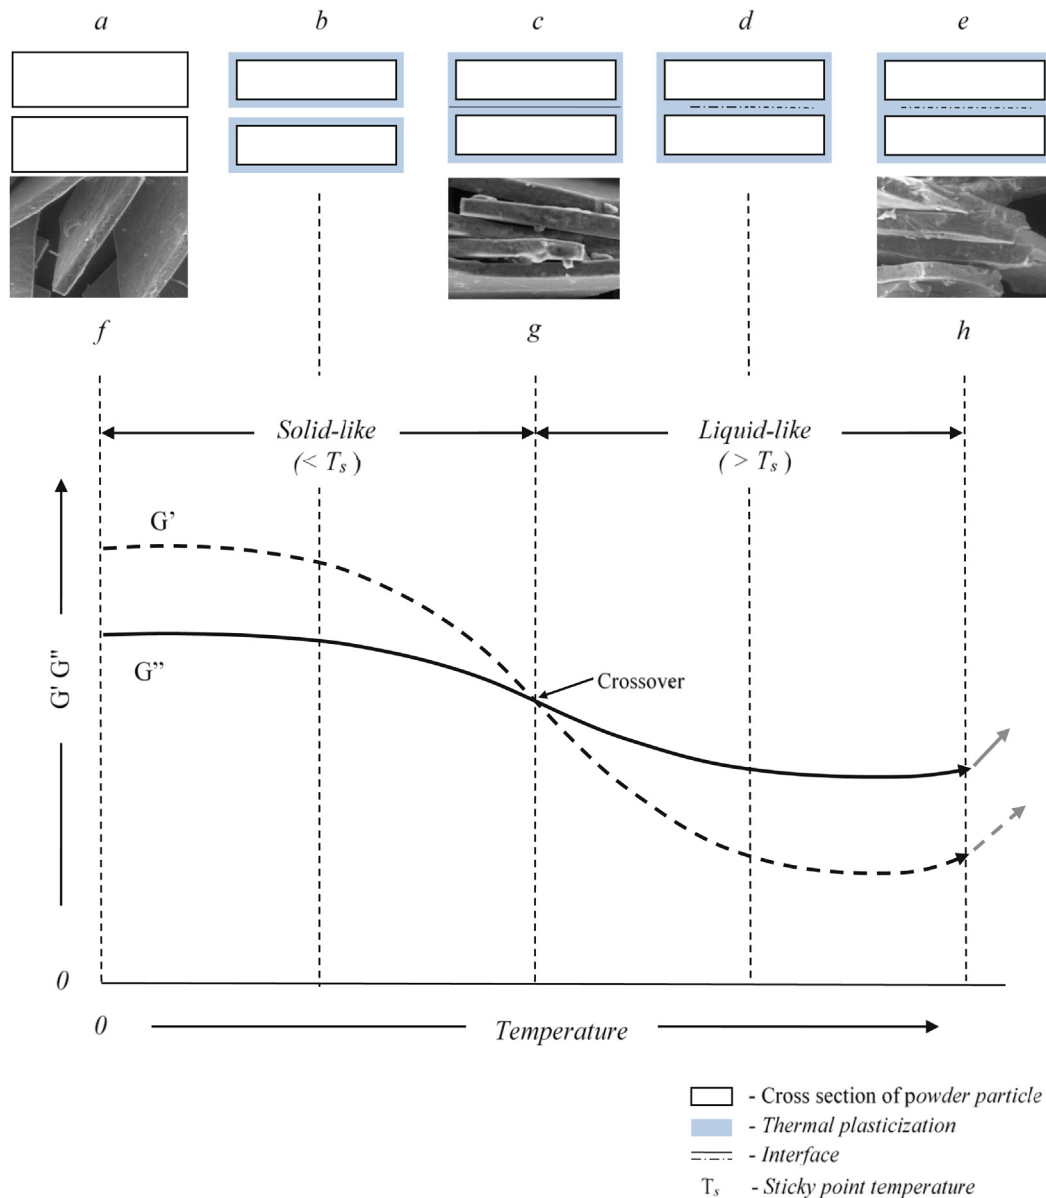 a b c d e
f g h
Solid-like Liquid-like
(< Ts ) ( > Ts )
G’
G”
Crossover
G' G"
0
0 Temperature
- Cross section of powder particle
- Thermal plasticization
- Interface
Ts - Sticky point temperature